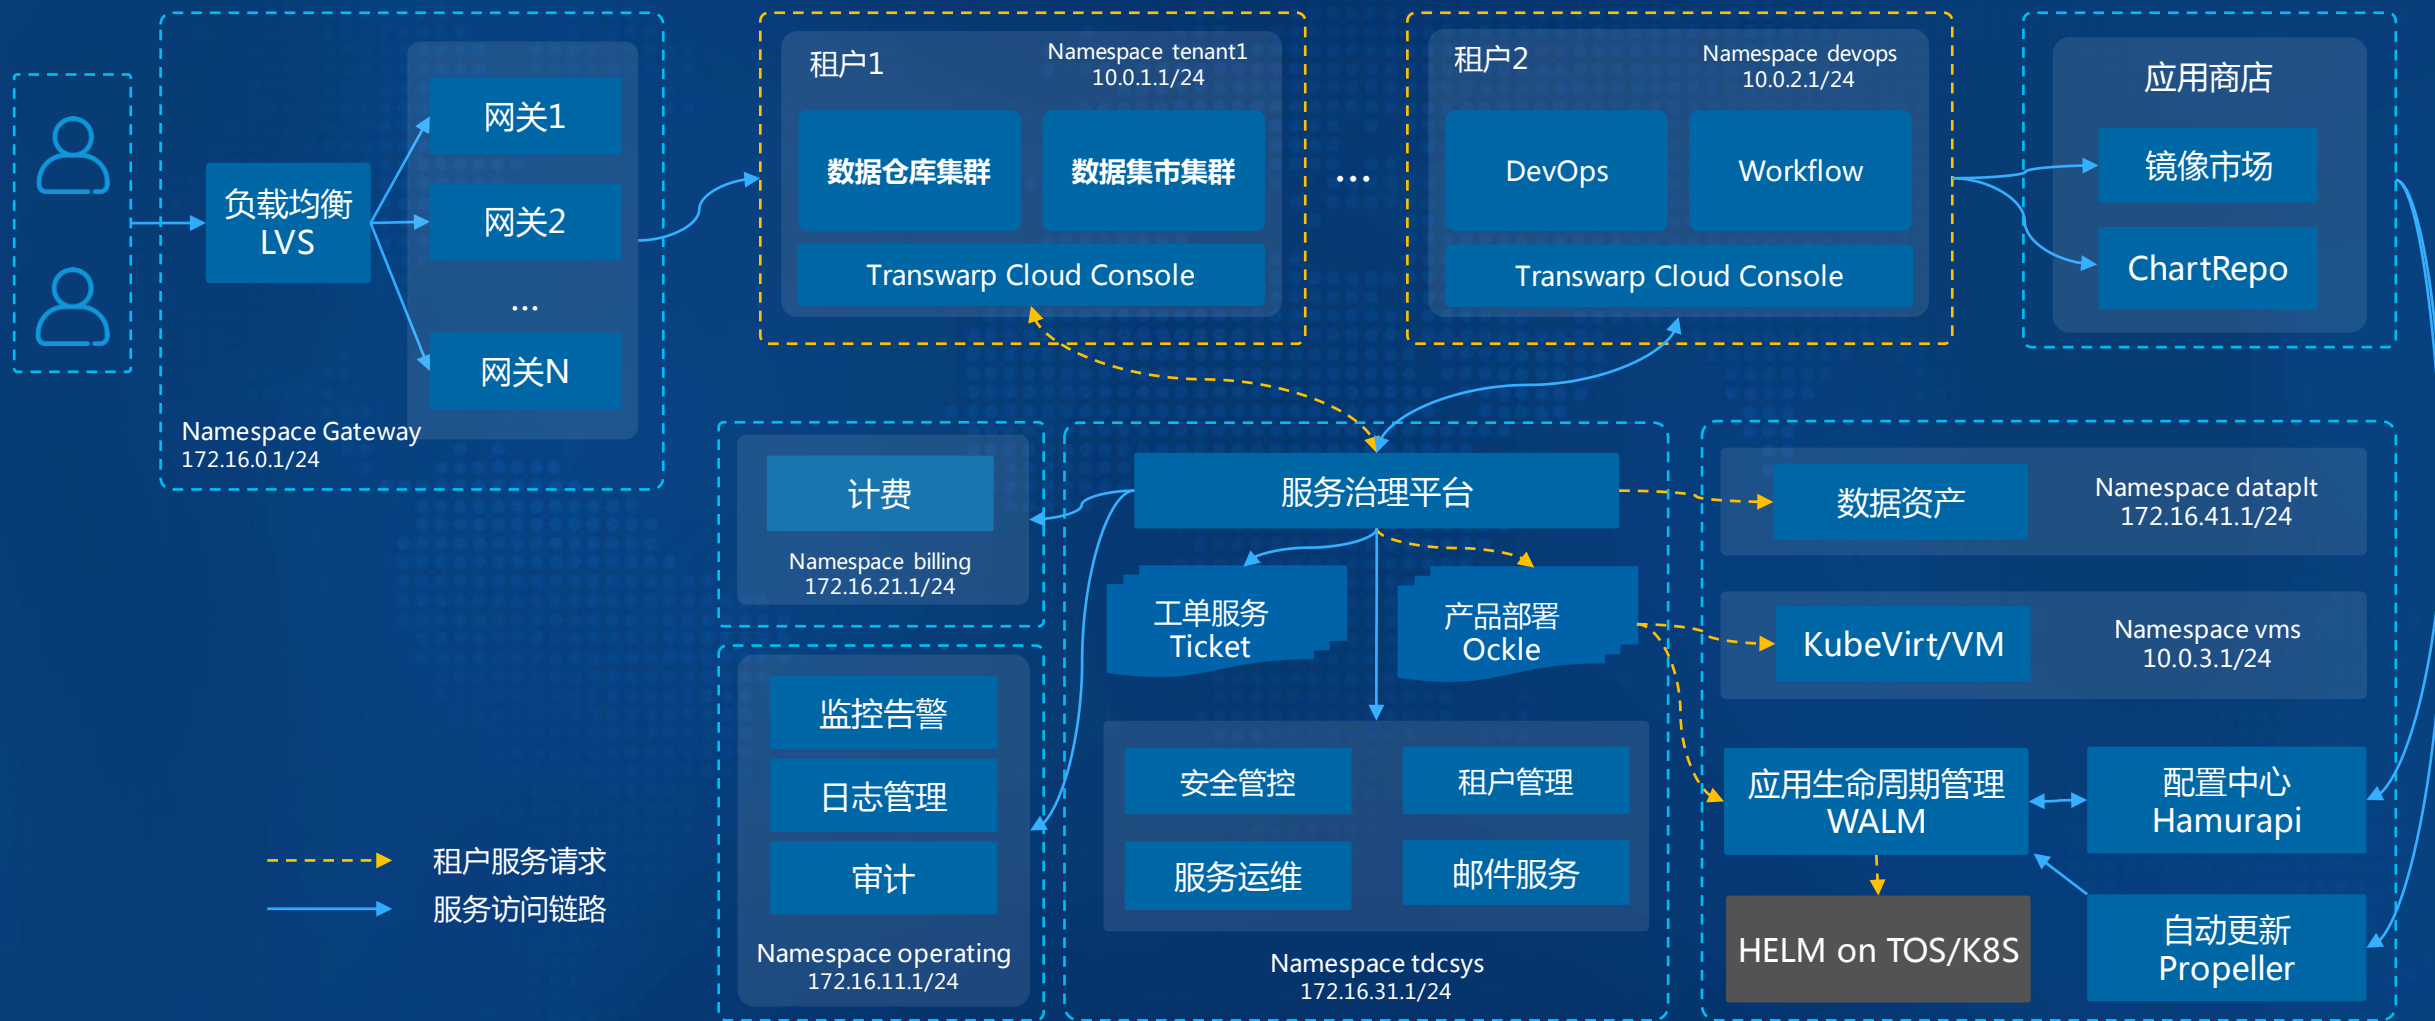 负载均衡
LVS
网关1
网关2
...
网关N
Namespace Gateway
172.16.0.1/24
租户1
Namespace tenant1
10.0.1.1/24
数据仓库集群
数据集市集群
Transwarp Cloud Console
...
租户2
Namespace devops
10.0.2.1/24
DevOps
Workflow
Transwarp Cloud Console
应用商店
镜像市场
ChartRepo
计费
Namespace billing
172.16.21.1/24
监控告警
日志管理
审计
Namespace operating
172.16.11.1/24
服务治理平台
工单服务
Ticket
产品部署
Ockle
安全管控
租户管理
服务运维
邮件服务
Namespace tdcsys
172.16.31.1/24
数据资产
Namespace dataplt
172.16.41.1/24
KubeVirt/VM
Namespace vms
10.0.3.1/24
应用生命周期管理
WALM
配置中心
Hamurapi
HELM on TOS/K8S
自动更新
Propeller
租户服务请求
服务访问链路